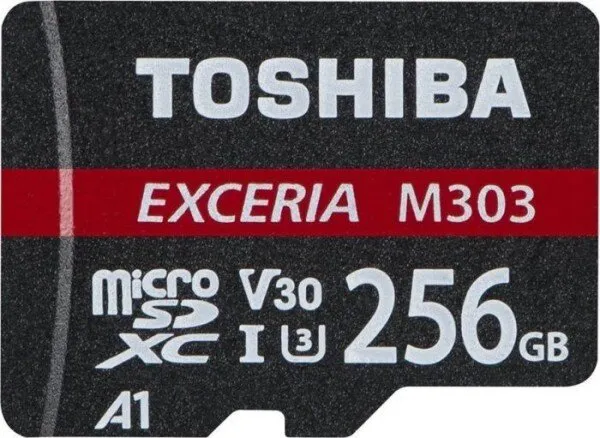 TOSHIBA
EXCERIA M303
micro SD XC V30 I U3 256GB
A1